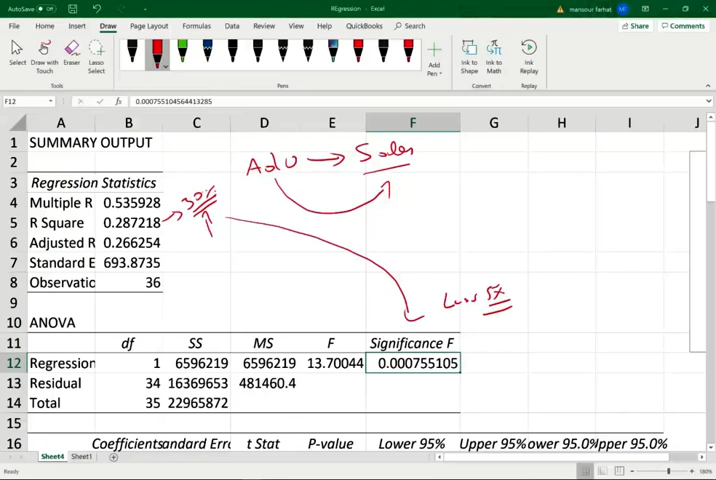 AutoSave Off REgression - Excel mansour farhat MF
File Home Insert Draw Page Layout Formulas Data Review View Help QuickBooks Search Share Comments
Select Draw with Touch Eraser Lasso Select Add Pen Ink to Shape Ink to Math Ink Replay
Tools Pens Convert Replay
F12 fx 0.000755104564413285
A B C D E F G H I J
1 SUMMARY OUTPUT
2 Adv → Sales
3 Regression Statistics
4 Multiple R 0.535928 30%
5 R Square 0.287218
6 Adjusted R 0.266254
7 Standard E 693.8735
8 Observatio 36
9 Less 5%
10 ANOVA
11 df SS MS F Significance F
12 Regression 1 6596219 6596219 13.70044 0.000755105
13 Residual 34 16369653 481460.4
14 Total 35 22965872
15
16 Coefficients andard Erro t Stat P-value Lower 95% Upper 95% ower 95.0% lpper 95.0%
Sheet4 Sheet1
Ready 180%